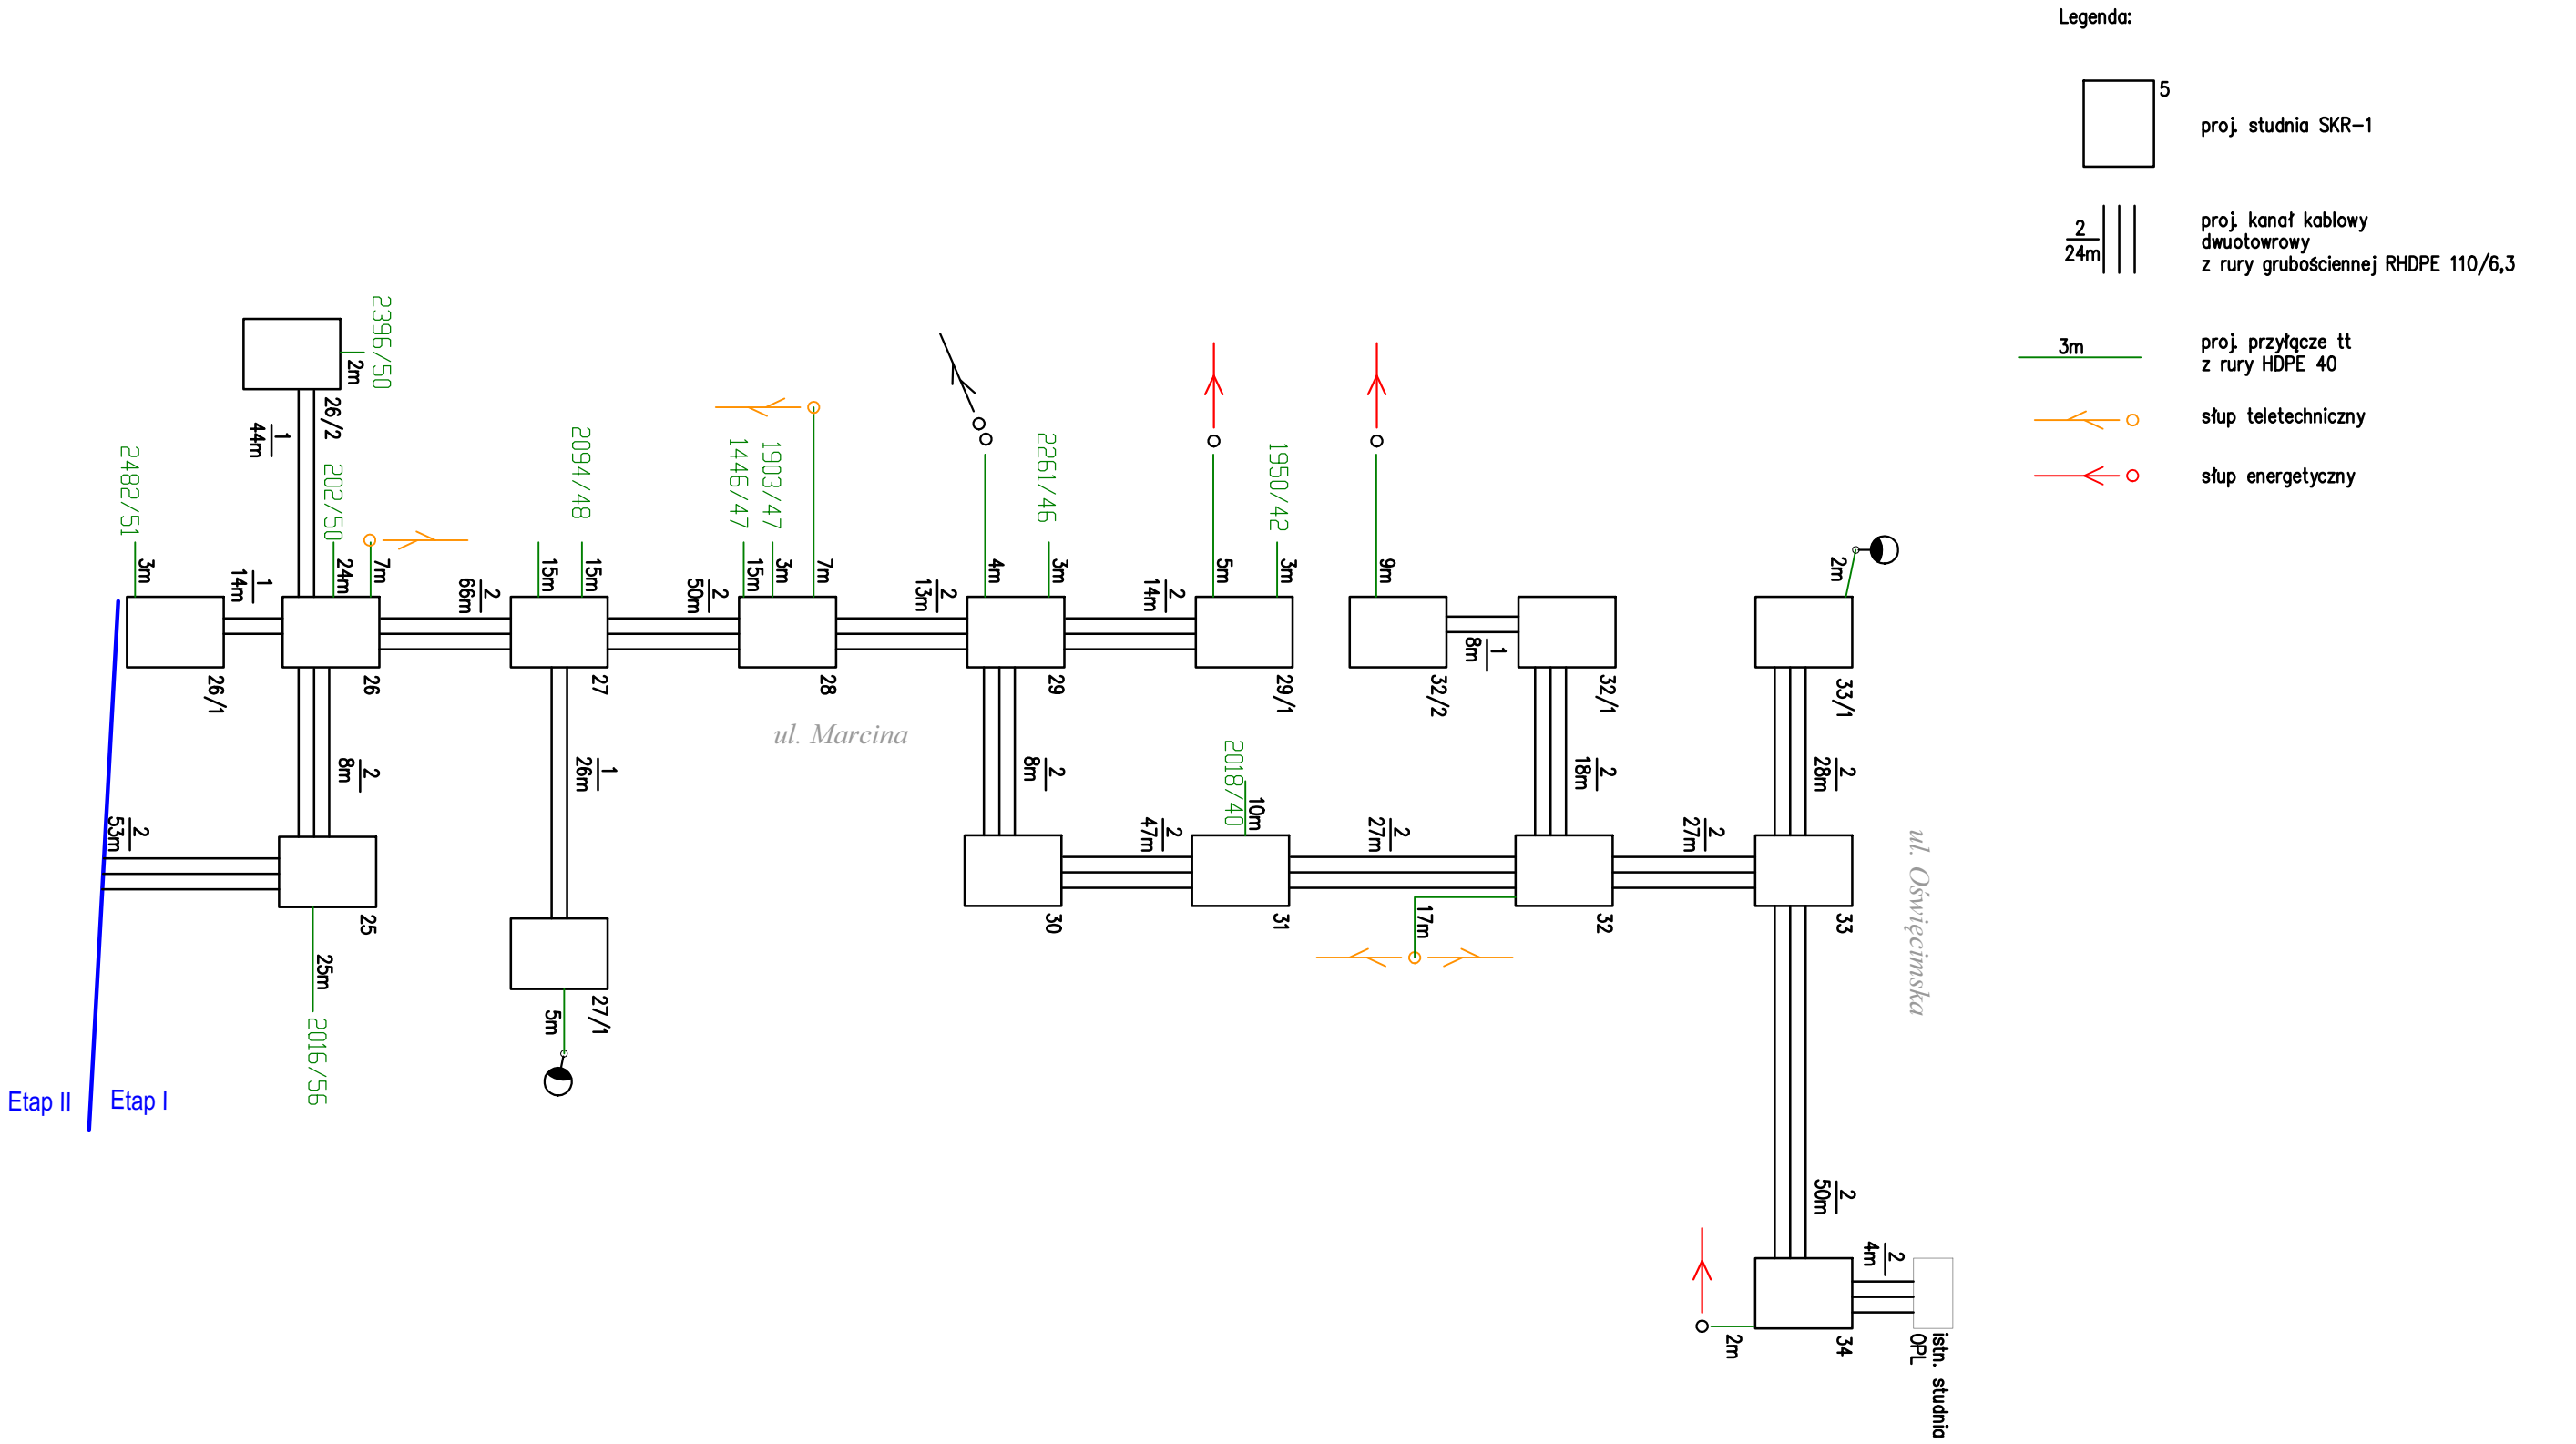 Legenda:
5
proj. studnia SKR-1
2
24m
proj. kanał kablowy
dwuotowrowy
z rury grubościennej RHDPE 110/6,3
3m
proj. przyłącze tt
z rury HDPE 40
słup teletechniczny
słup energetyczny
2396/50
2m
26/2
1
44m
2482/51
3m
202/50
24m
7m
1
14m
26/1
26
2
66m
2094/48
15m
15m
27
2
50m
1446/47
1903/47
15m
3m
7m
28
2
13m
4m
2261/46
3m
29
2
14m
5m
1950/42
3m
29/1
9m
32/2
1
8m
32/1
2m
33/1
ul. Marcina
2
8m
1
26m
2
8m
2018/40
10m
2
18m
2
28m
2
53m
25
25m
2016/56
27/1
5m
30
2
47m
31
2
27m
17m
32
2
27m
33
ul. Oświęcimska
2
50m
2
4m
34
2m
istn. studnia
OPL
Etap II
Etap I